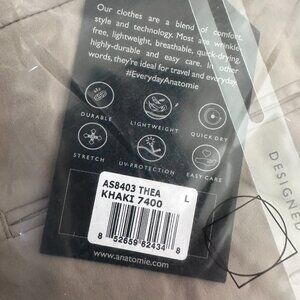 Our clothes are a blend of comfort,
style and technology. Most are wrinkle-
free, lightweight, breathable, quick-drying,
highly-durable and easy care. In other
words, they're ideal for travel and everyday.
#EverydayAnatomie
DURABLE
LIGHTWEIGHT
QUICK DRY
STRETCH
UV-PROTECTION
EASY CARE
AS8403 THEA L
KHAKI 7400
8 52659 82434 8
www.anatomie.com
DESIGNED